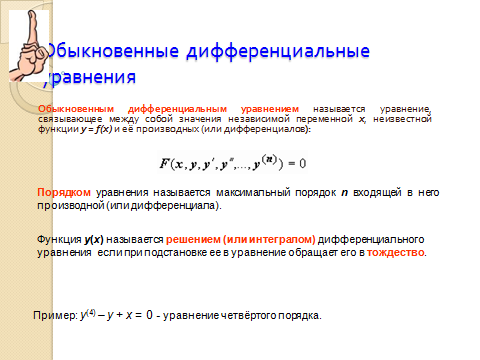 Обыкновенные дифференциальные
уравнения
Обыкновенным дифференциальным уравнением называется уравнение,
связывающее между собой значения независимой переменной x, неизвестной
функции y = f(x) и её производных (или дифференциалов):
F(x, y, y', y'',..., y⁽ⁿ⁾) = 0
Порядком уравнения называется максимальный порядок n входящей в него
производной (или дифференциала).
Функция y(x) называется решением (или интегралом) дифференциального
уравнения если при подстановке ее в уравнение обращает его в тождество.
Пример: y⁽⁴⁾ – y + x = 0 - уравнение четвёртого порядка.